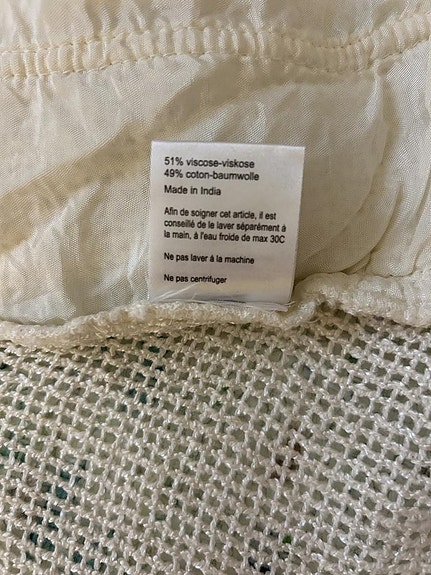 51% viscose-viskose
49% coton-baumwolle
Made in India
Afin de soigner cet article, il est
conseillé de le laver séparément à
la main, à l'eau froide de max 30C
Ne pas laver à la machine
Ne pas centrifuger